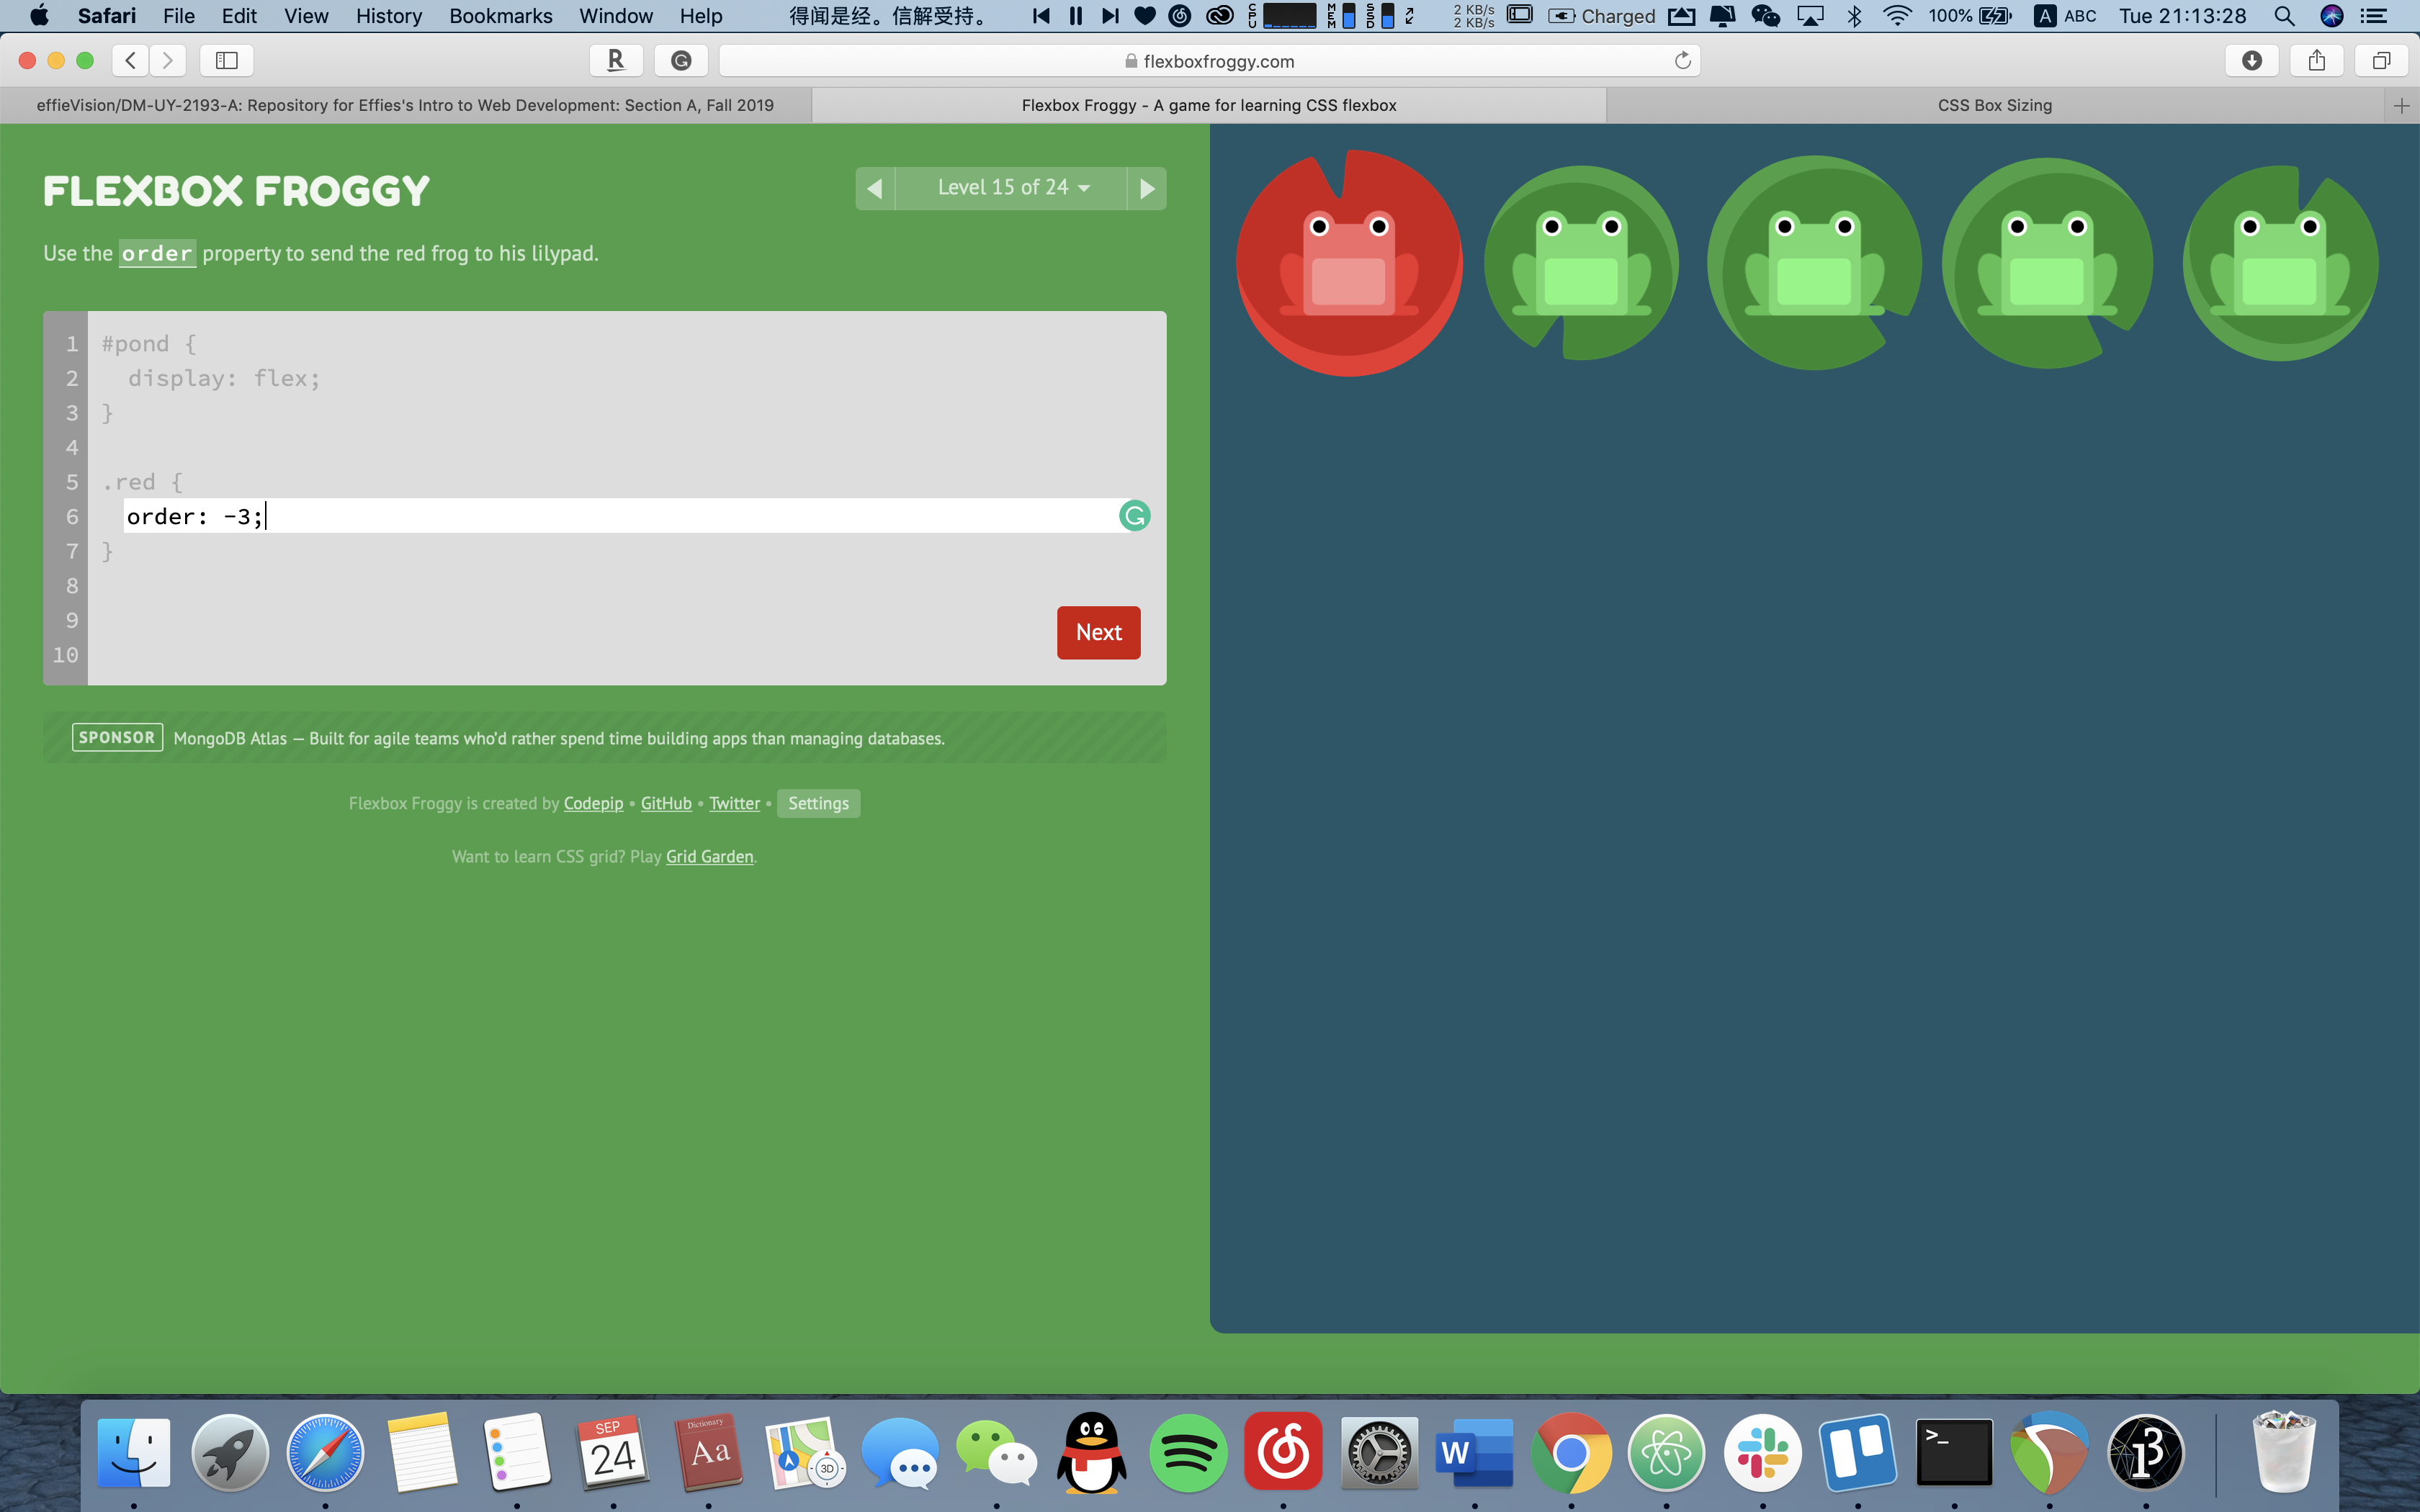 Safari File Edit View History Bookmarks Window Help 得闻是经。信解受持。 CPU MEM SSD 2 KB/s 2 KB/s Charged 100% A ABC Tue 21:13:28
R G flexboxfroggy.com
effieVision/DM-UY-2193-A: Repository for Effies's Intro to Web Development: Section A, Fall 2019 Flexbox Froggy - A game for learning CSS flexbox CSS Box Sizing
FLEXBOX FROGGY
Level 15 of 24
Use the order property to send the red frog to his lilypad.
1 #pond {
2 display: flex;
3 }
4
5 .red {
6 order: -3;
7 }
8
9
10
Next
SPONSOR MongoDB Atlas — Built for agile teams who'd rather spend time building apps than managing databases.
Flexbox Froggy is created by Codepip • GitHub • Twitter • Settings
Want to learn CSS grid? Play Grid Garden.
SEP
24
Dictionary
Aa
3D
W
>_